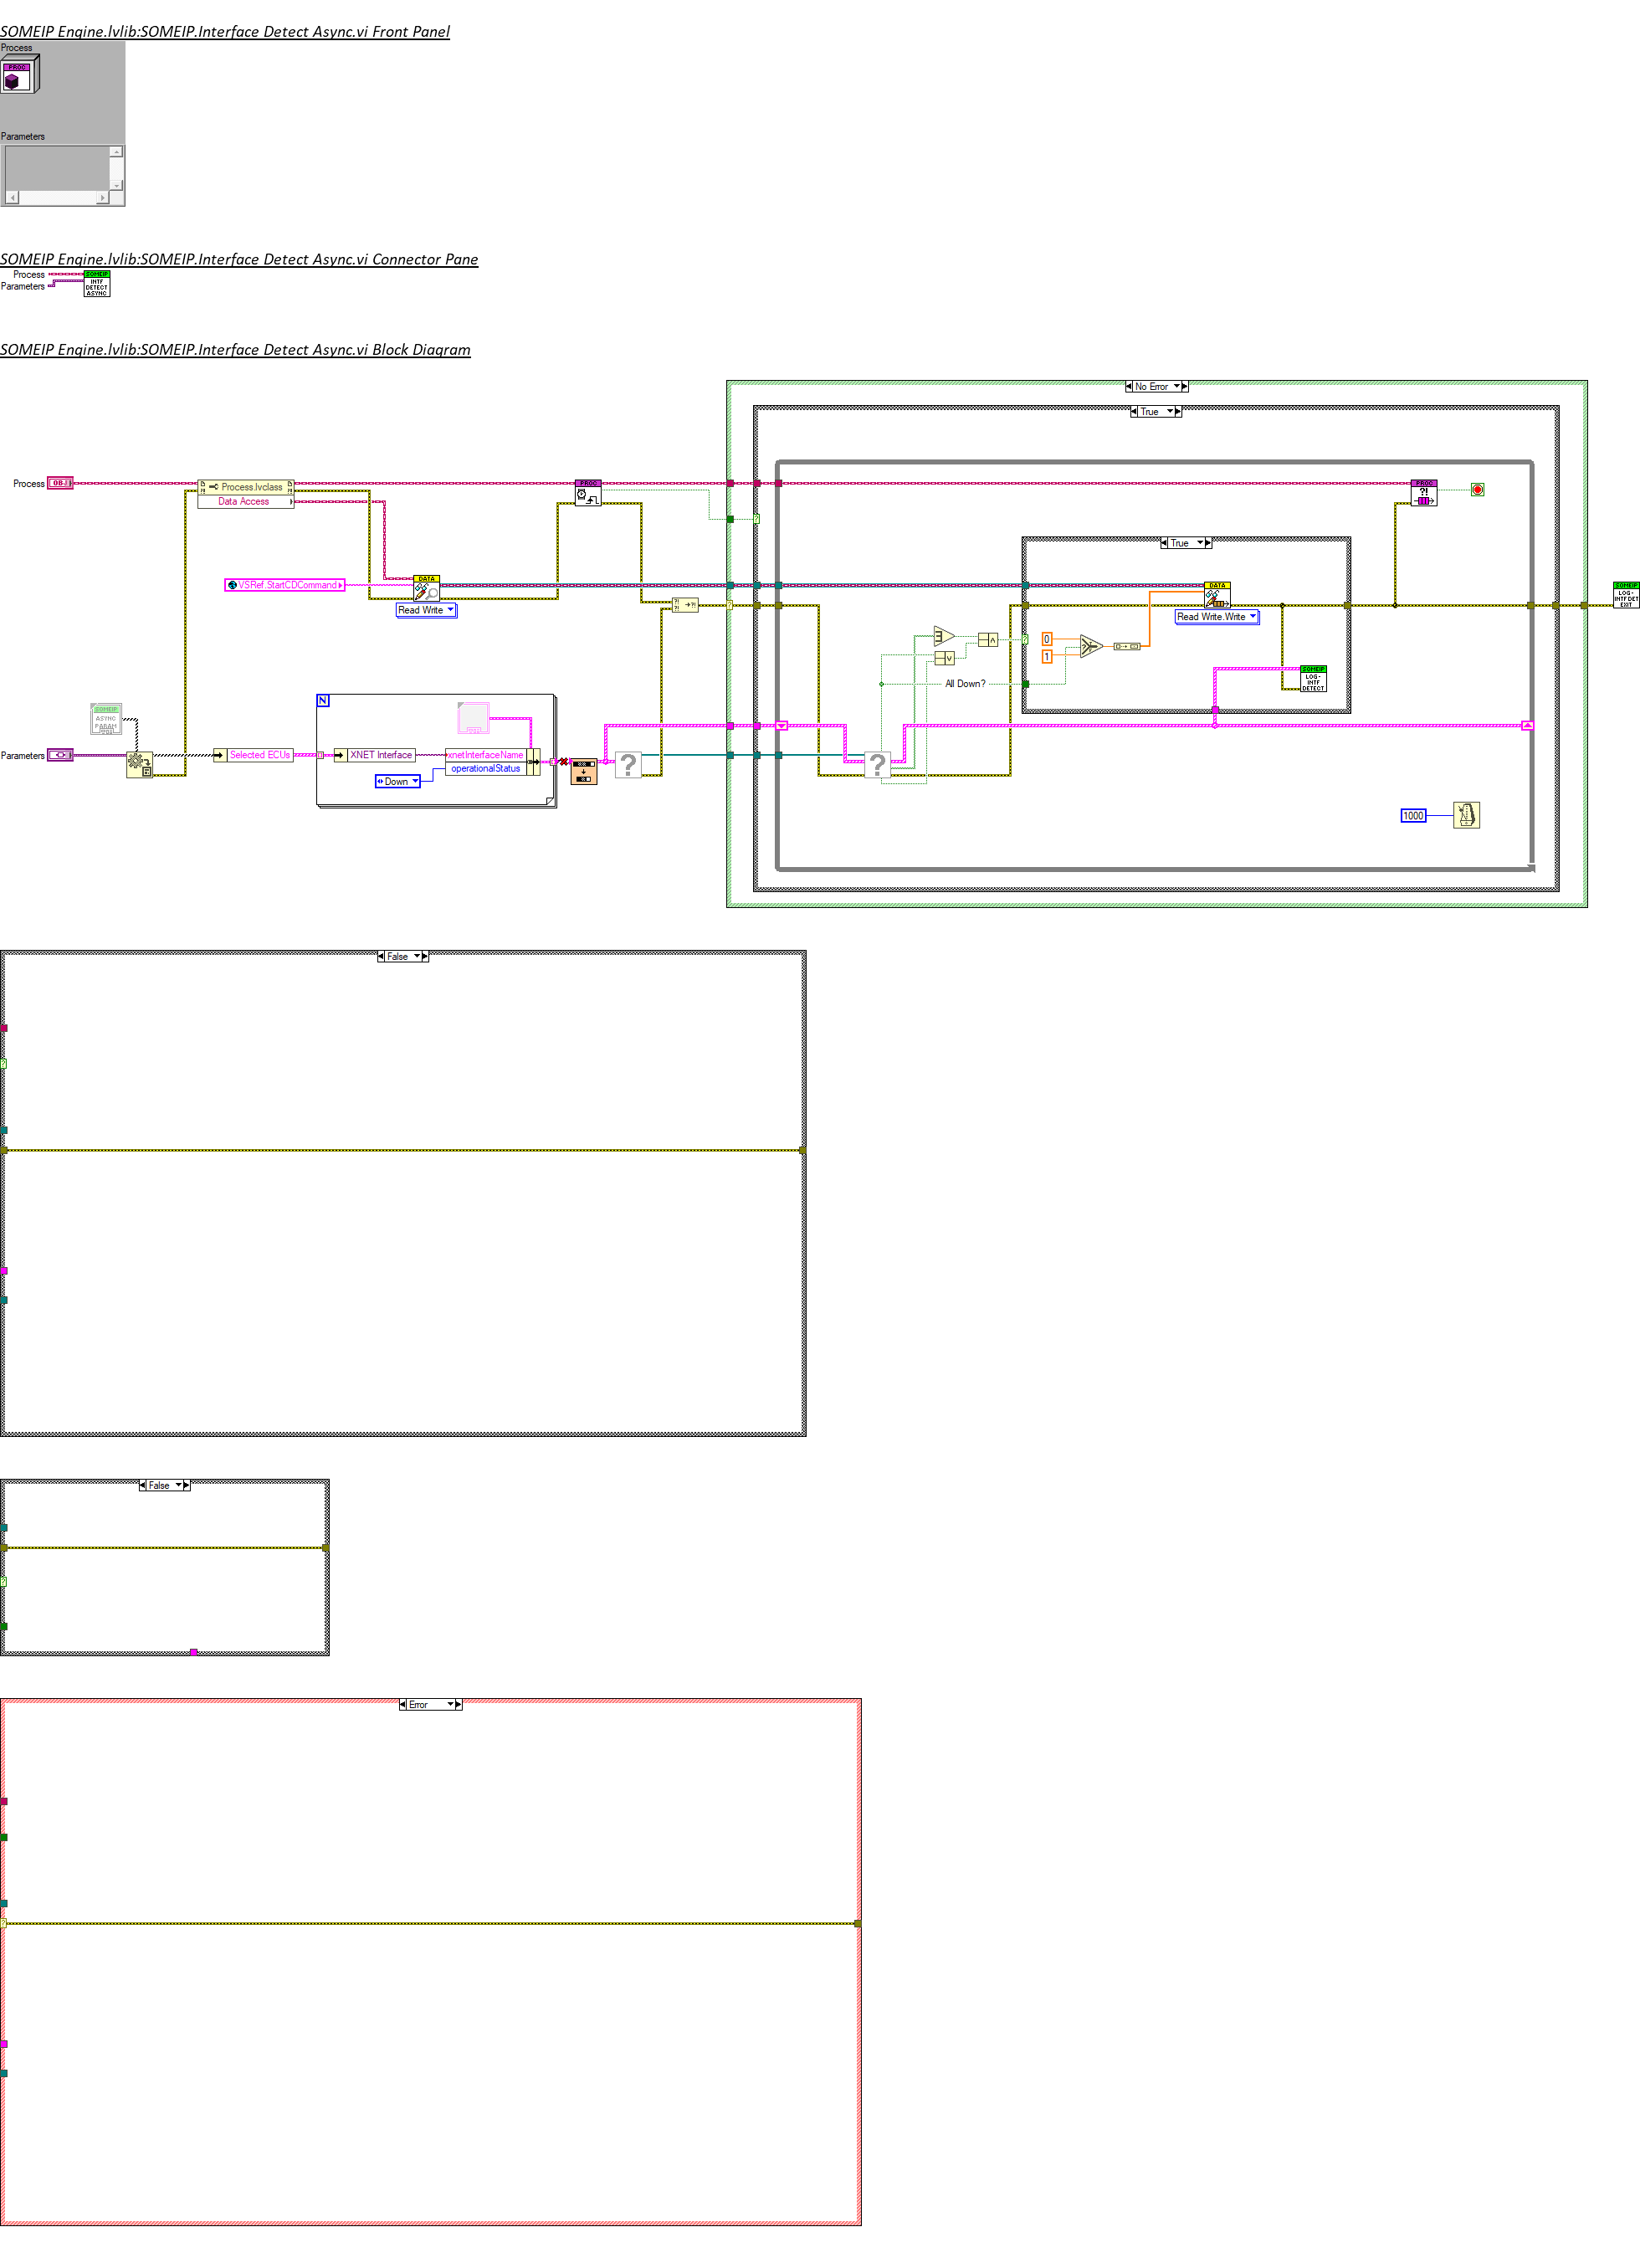 SOMEIP Engine.lvlib:SOMEIP.Interface Detect Async.vi Front Panel
Process
PROC
Parameters
SOMEIP Engine.lvlib:SOMEIP.Interface Detect Async.vi Connector Pane
Process
Parameters
SOMEIP
INTF
DETECT
ASYNC
SOMEIP Engine.lvlib:SOMEIP.Interface Detect Async.vi Block Diagram
No Error
True
Process
OBJ
Process.lvclass
Data Access
PROC
PROC
?!
True
VSRef.StartCDCommand
DATA
Read Write
DATA
Read Write.Write
SOMEIP
LOG -
INTF DET
EXIT
0
1
All Down?
SOMEIP
LOG -
INTF
DETECT
N
SOMEIP
ASYNC
PARAM
Parameters
Selected ECUs
XNET Interface
xnetInterfaceName
operationalStatus
Down
?
?
1000
False
False
Error